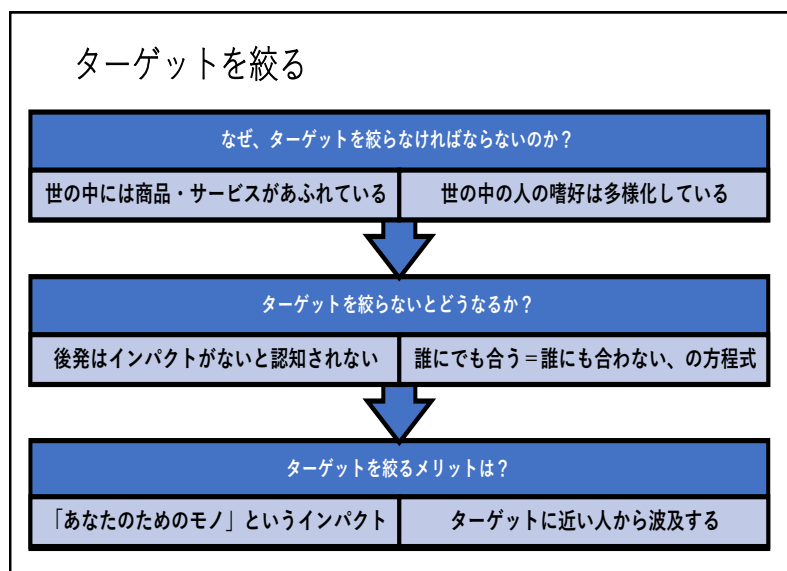 ターゲットを絞る
なぜ、ターゲットを絞らなければならないのか？
世の中には商品・サービスがあふれている
世の中の人の嗜好は多様化している
ターゲットを絞らないとどうなるか？
後発はインパクトがないと認知されない
誰にでも合う＝誰にも合わない、の方程式
ターゲットを絞るメリットは？
「あなたのためのモノ」というインパクト
ターゲットに近い人から波及する